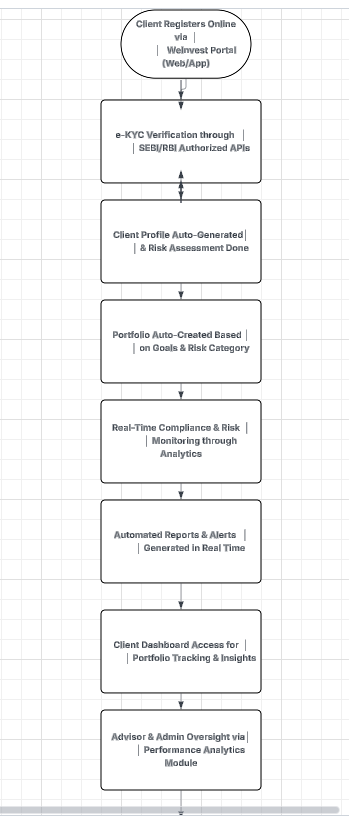 Client Registers Online
via |
| WeInvest Portal
(Web/App)
e-KYC Verification through |
| SEBI/RBI Authorized APIs
Client Profile Auto-Generated |
| & Risk Assessment Done
Portfolio Auto-Created Based |
| on Goals & Risk Category
Real-Time Compliance & Risk |
| Monitoring through
Analytics
Automated Reports & Alerts |
| Generated in Real Time
Client Dashboard Access for |
| Portfolio Tracking & Insights
Advisor & Admin Oversight via |
| Performance Analytics
Module